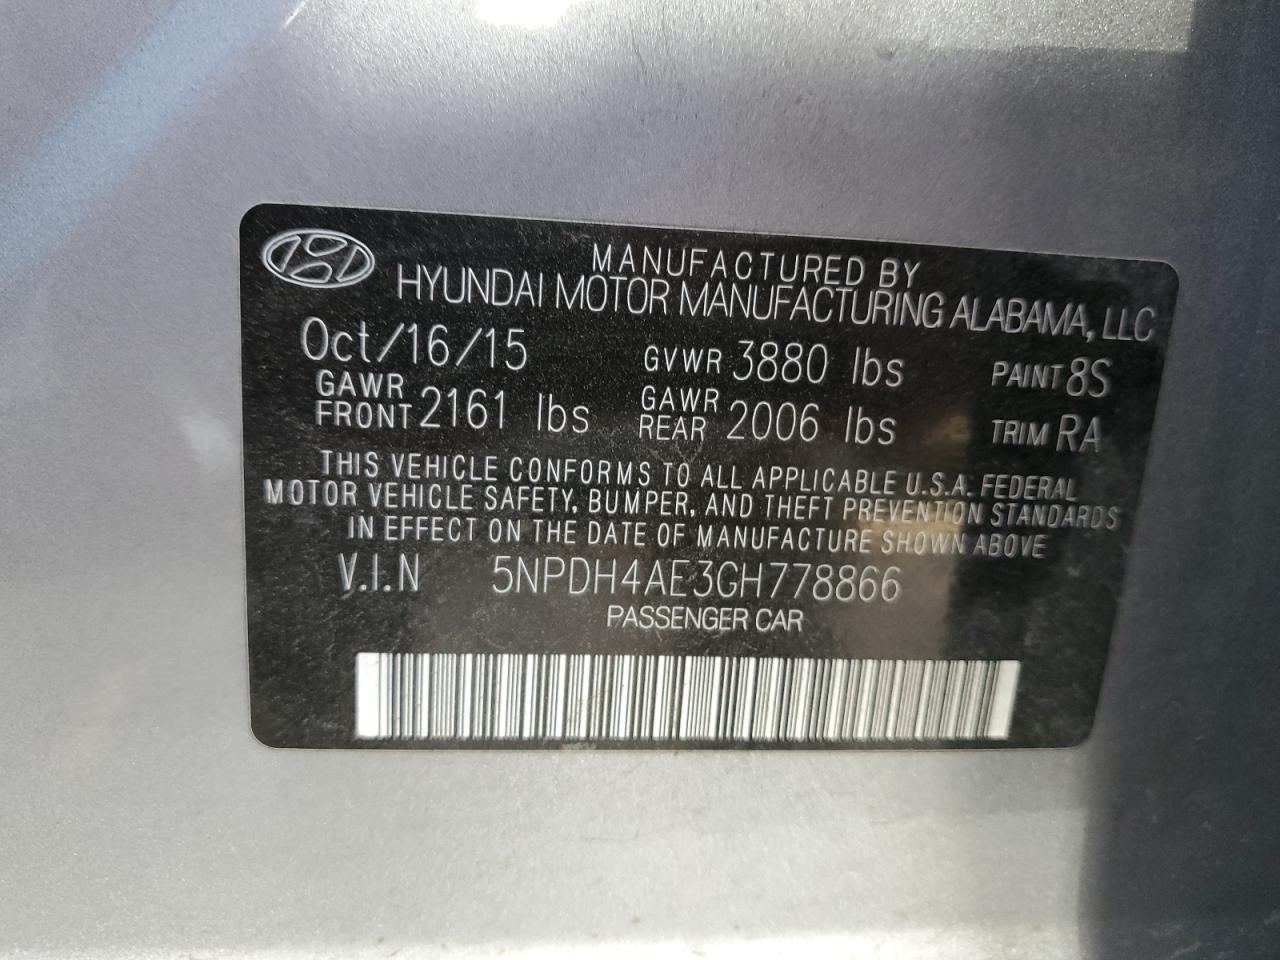 MANUFACTURED BY
HYUNDAI MOTOR MANUFACTURING ALABAMA, LLC
Oct/16/15 GVWR 3880 lbs PAINT 8S
GAWR FRONT 2161 lbs GAWR REAR 2006 lbs TRIM RA
THIS VEHICLE CONFORMS TO ALL APPLICABLE U.S.A. FEDERAL
MOTOR VEHICLE SAFETY, BUMPER, AND THEFT PREVENTION STANDARDS
IN EFFECT ON THE DATE OF MANUFACTURE SHOWN ABOVE
V.I.N 5NPDH4AE3GH778866
PASSENGER CAR